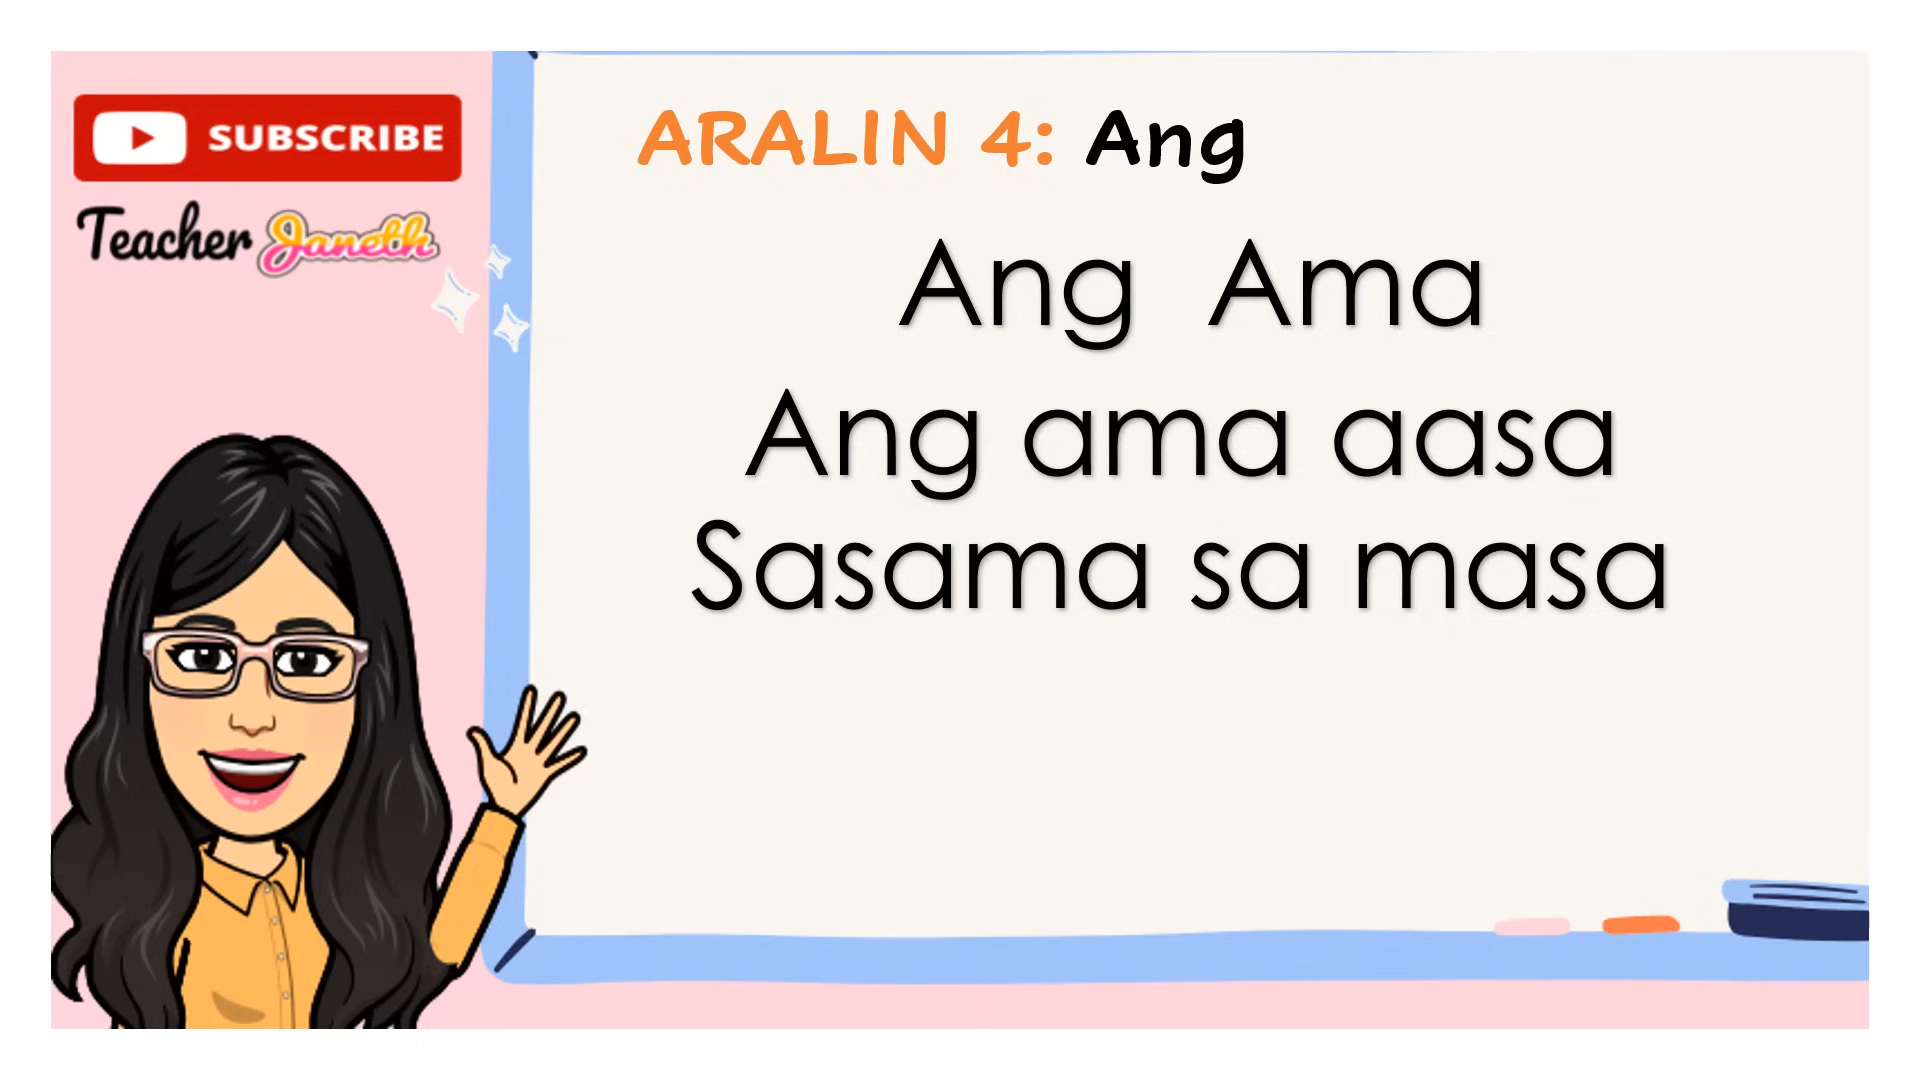 SUBSCRIBE
Teacher Janeth
ARALIN 4: Ang
Ang Ama
Ang ama aasa
Sasama sa masa